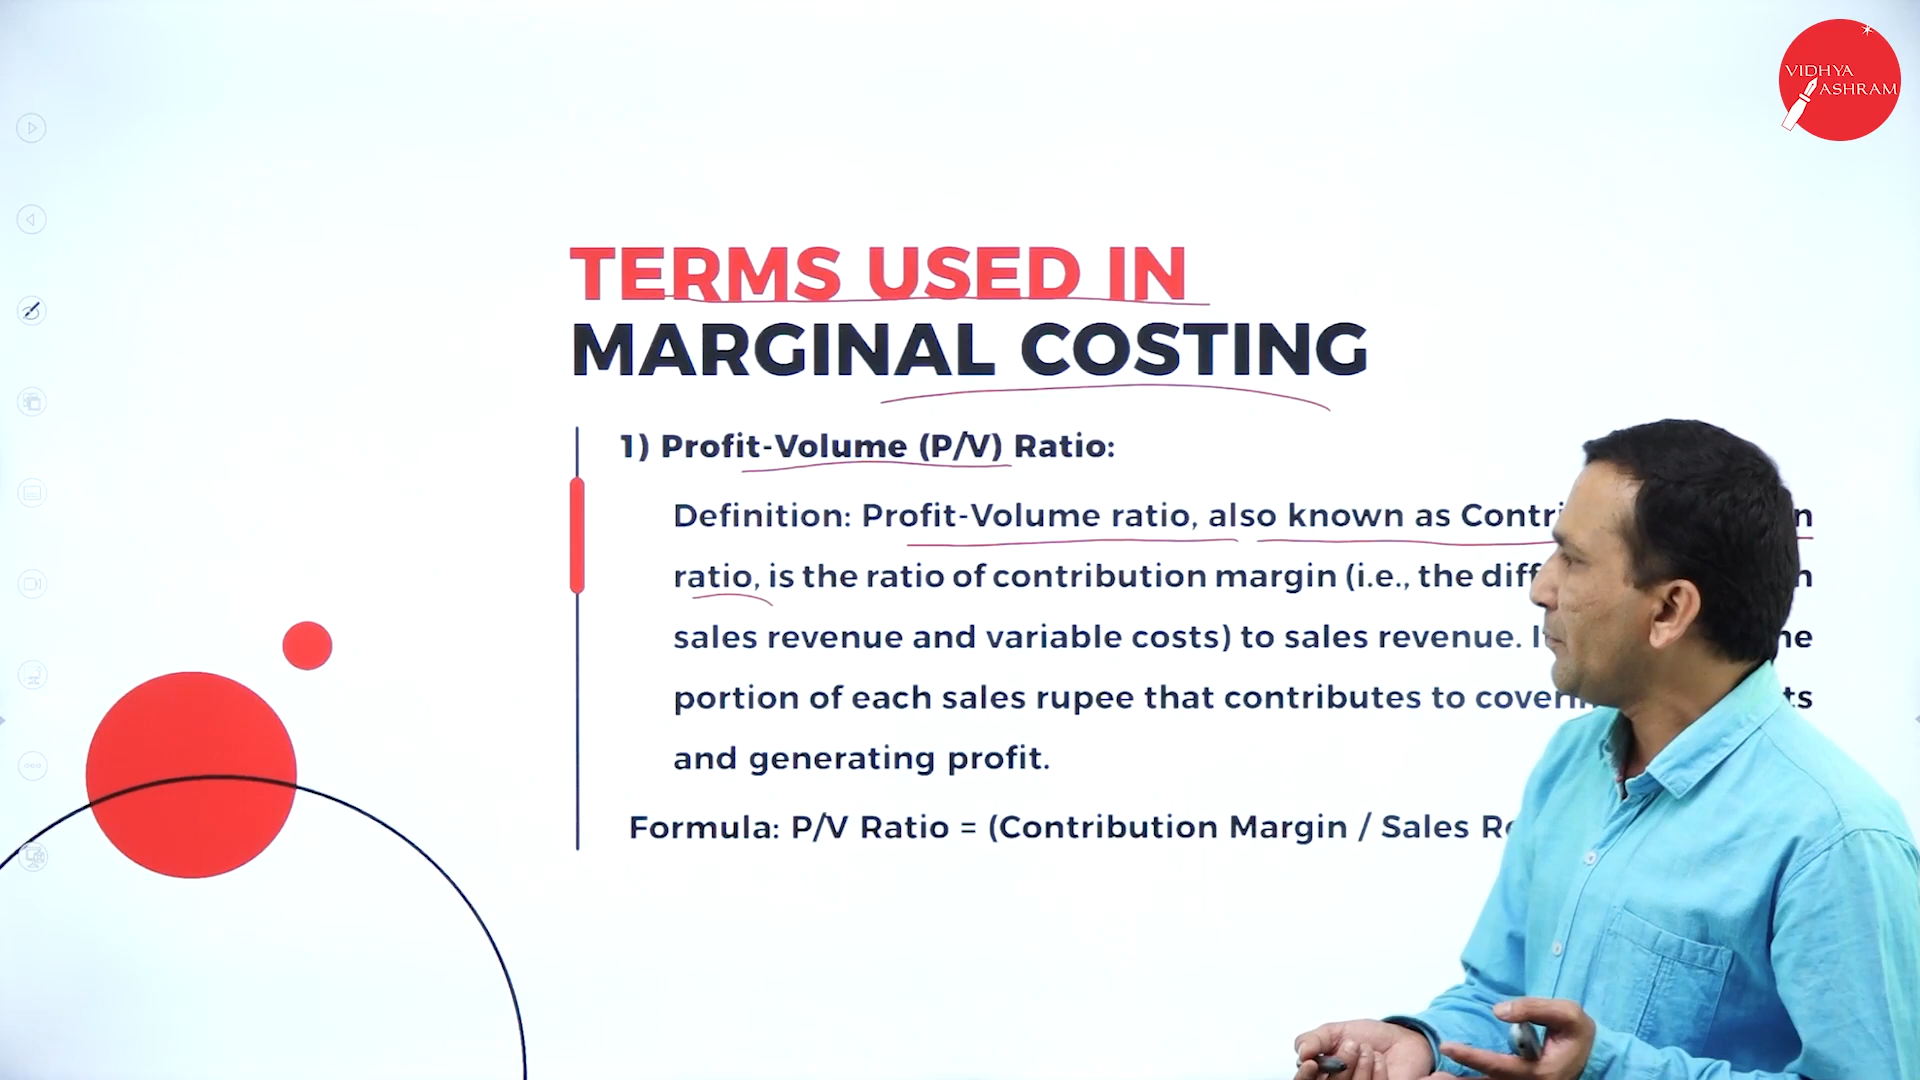 VIDHYA
ASHRAM
TERMS USED IN
MARGINAL COSTING
1) Profit-Volume (P/V) Ratio:
Definition: Profit-Volume ratio, also known as
ratio, is the ratio of contribution margin (i.e., the
sales revenue and variable costs) to sales revenue.
portion of each sales rupee that contributes to
and generating profit.
Formula: P/V Ratio = (Contribution Margin / Sales